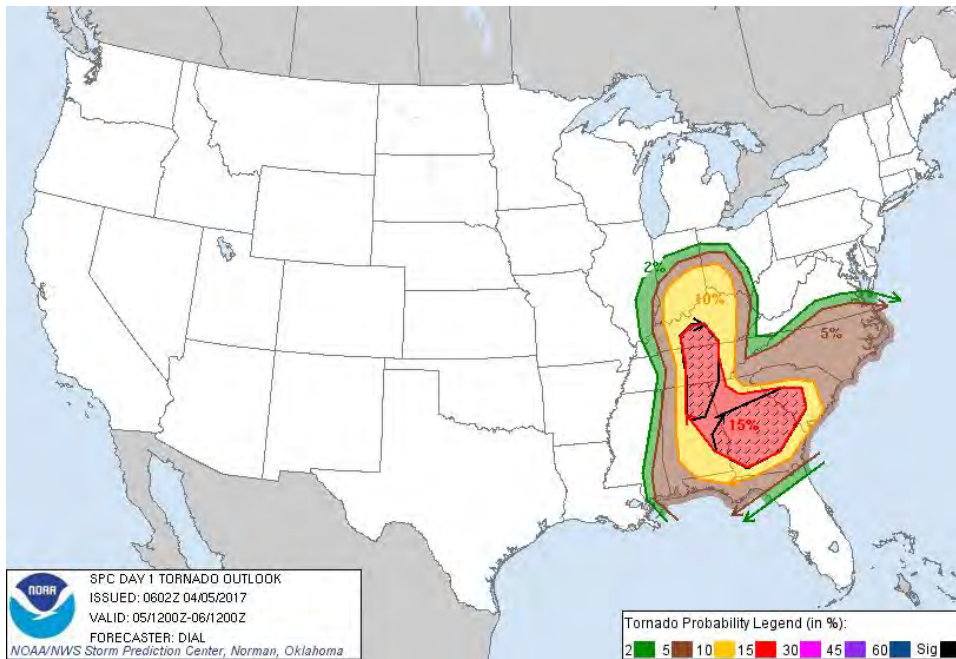 2%
10%
5%
15%
NOAA
SPC DAY 1 TORNADO OUTLOOK
ISSUED: 0602Z 04/05/2017
VALID: 05/1200Z-06/1200Z
FORECASTER: DIAL
NOAA/NWS Storm Prediction Center, Norman, Oklahoma
Tornado Probability Legend (in %):
2 5 10 15 30 45 60 Sig